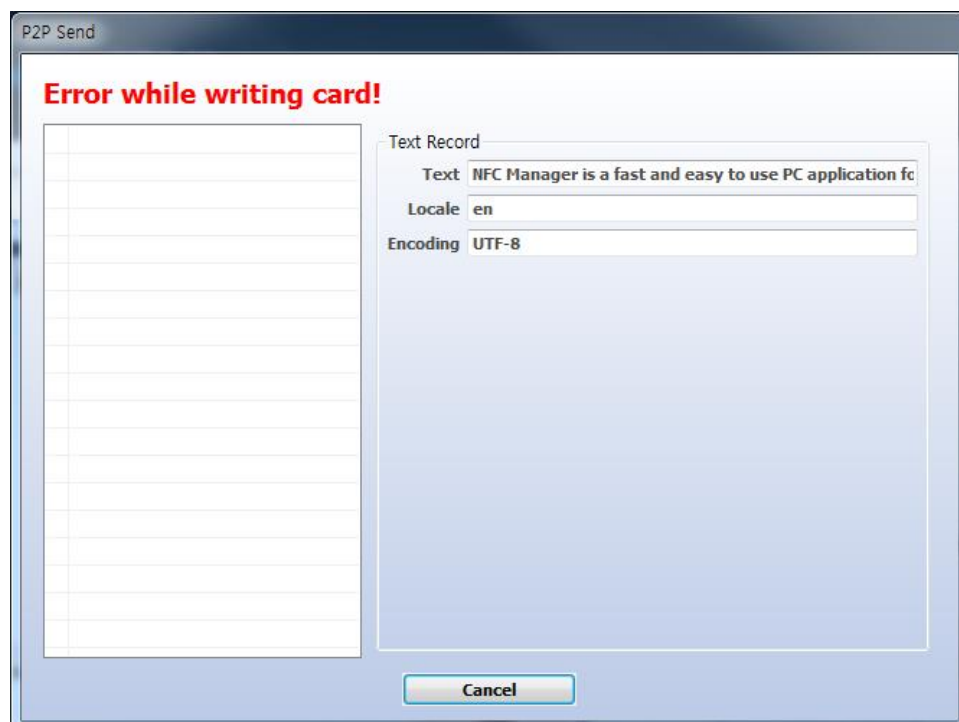 P2P Send
Error while writing card!
Text Record
Text NFC Manager is a fast and easy to use PC application fo
Locale en
Encoding UTF-8
Cancel